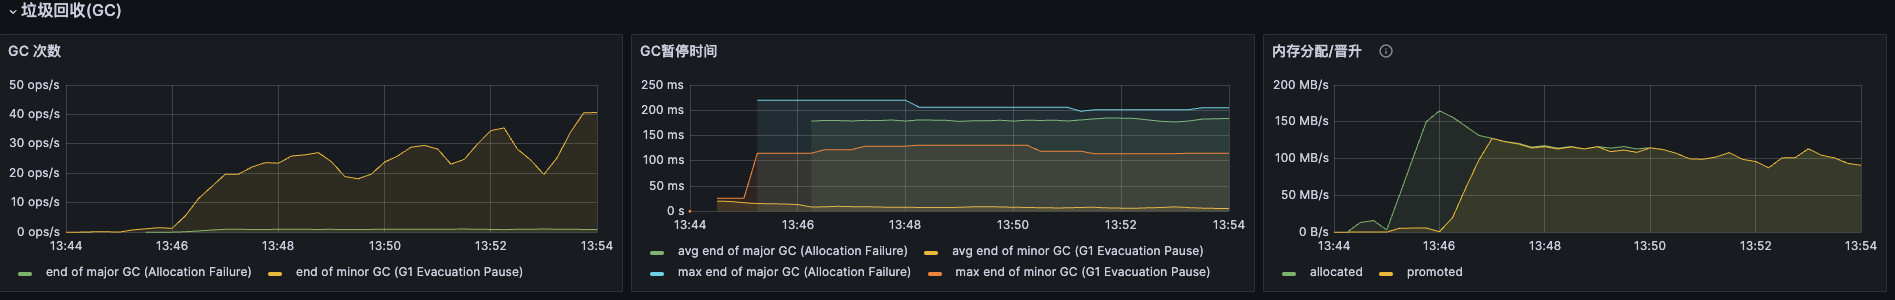 垃圾回收(GC)
GC 次数
50 ops/s
40 ops/s
30 ops/s
20 ops/s
10 ops/s
0 ops/s
13:44 13:46 13:48 13:50 13:52 13:54
end of major GC (Allocation Failure) end of minor GC (G1 Evacuation Pause)
GC暂停时间
250 ms
200 ms
150 ms
100 ms
50 ms
0 s
13:44 13:46 13:48 13:50 13:52 13:54
avg end of major GC (Allocation Failure) avg end of minor GC (G1 Evacuation Pause)
max end of major GC (Allocation Failure) max end of minor GC (G1 Evacuation Pause)
内存分配/晋升
200 MB/s
150 MB/s
100 MB/s
50 MB/s
0 B/s
13:44 13:46 13:48 13:50 13:52 13:54
allocated promoted